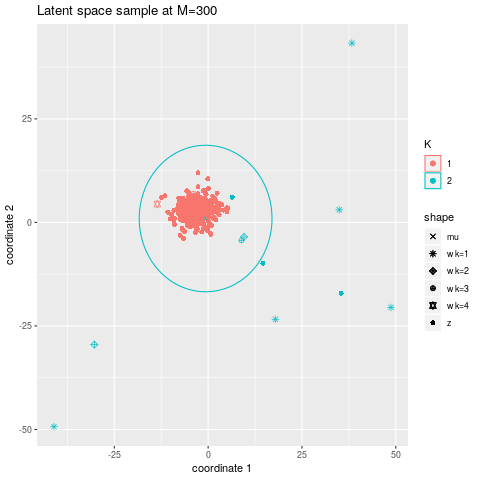 Latent space sample at M=300
coordinate 2
25
0
-25
-50
-25
0
25
50
coordinate 1
K
1
2
shape
mu
w k=1
w k=2
w k=3
w k=4
z